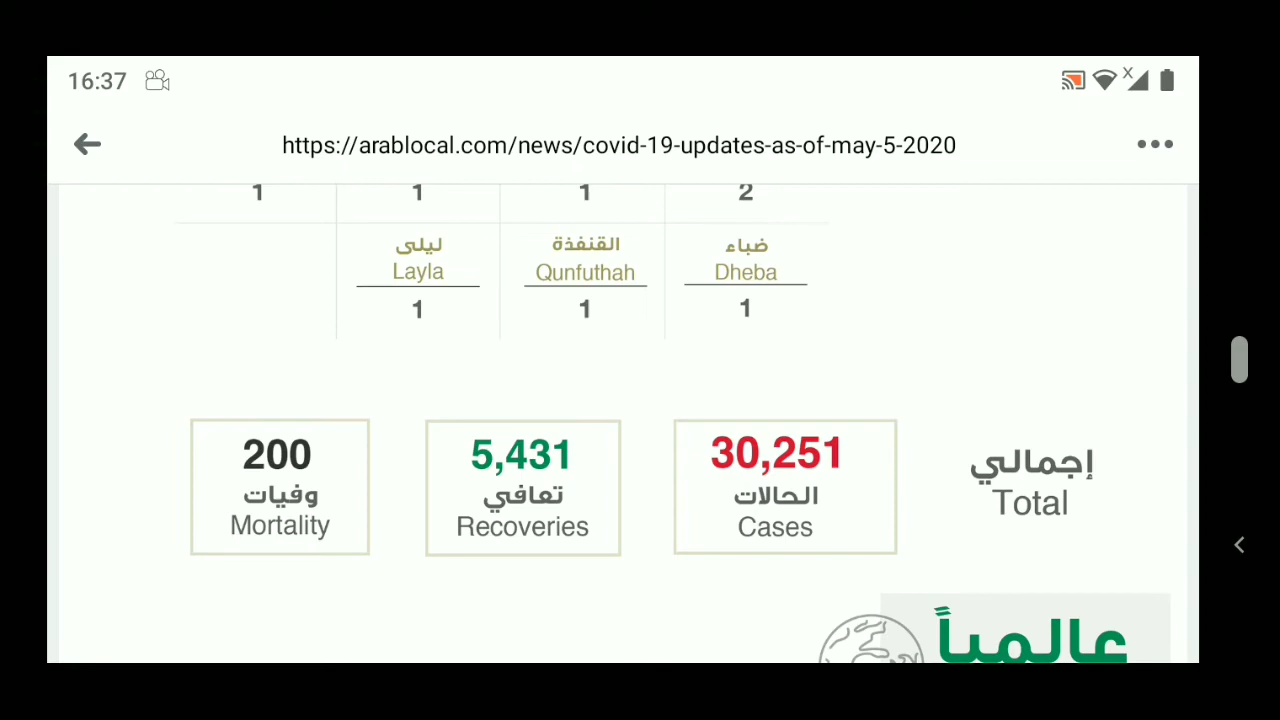 16:37
https://arablocal.com/news/covid-19-updates-as-of-may-5-2020
1 1 1 2
ليلى القنفذة ضباء
Layla Qunfuthah Dheba
1 1 1
200 5,431 30,251
وفيات تعافي الحالات إجمالي
Mortality Recoveries Cases Total
عالمياً